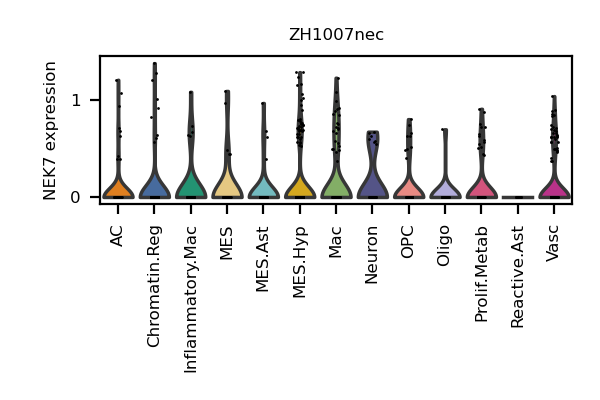 ZH1007nec
NEK7 expression
1
0
AC
Chromatin.Reg
Inflammatory.Mac
MES
MES.Ast
MES.Hyp
Mac
Neuron
OPC
Oligo
Prolif.Metab
Reactive.Ast
Vasc